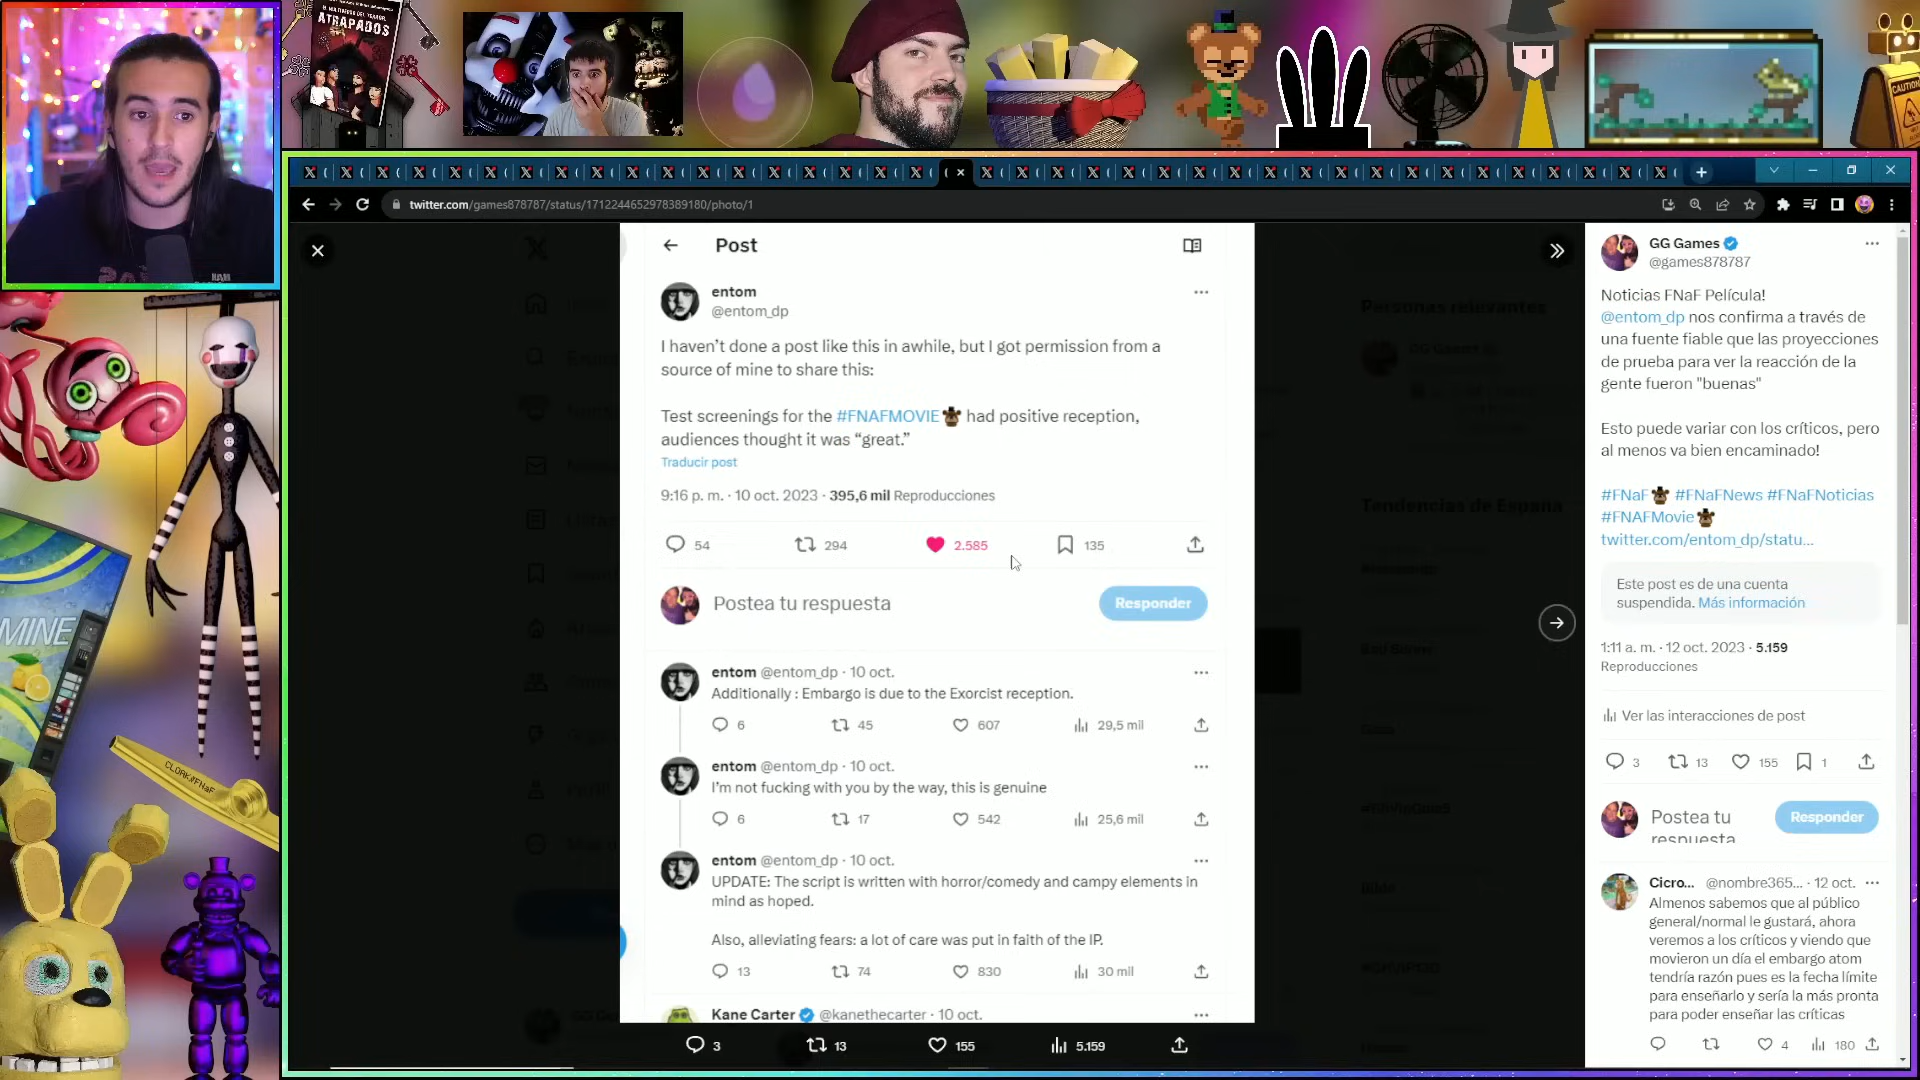 ATRAPADOS
CAUTION
twitter.com/games878787/status/1712244652978389180/photo/1
Post
entom
@entom_dp
I haven't done a post like this in awhile, but I got permission from a
source of mine to share this:
Test screenings for the #FNAFMOVIE had positive reception,
audiences thought it was “great.”
Traducir post
9:16 p. m. · 10 oct. 2023 · 395,6 mil Reproducciones
54 294 2.585 135
Postea tu respuesta Responder
entom @entom_dp · 10 oct.
Additionally : Embargo is due to the Exorcist reception.
6 45 607 29,5 mil
entom @entom_dp · 10 oct.
I'm not fucking with you by the way, this is genuine
6 17 542 25,6 mil
entom @entom_dp · 10 oct.
UPDATE: The script is written with horror/comedy and campy elements in
mind as hoped.
Also, alleviating fears: a lot of care was put in faith of the IP.
13 74 830 30 mil
Kane Carter @kanethecarter · 10 oct.
3 13 155 5.159
Personas relevantes
Tendencias de España
GG Games
@games878787
Noticias FNaF Película!
@entom_dp nos confirma a través de
una fuente fiable que las proyecciones
de prueba para ver la reacción de la
gente fueron "buenas"
Esto puede variar con los críticos, pero
al menos va bien encaminado!
#FNaF #FNaFNews #FNaFNoticias
#FNAFMovie
twitter.com/entom_dp/statu...
Este post es de una cuenta
suspendida. Más información
1:11 a. m. · 12 oct. 2023 · 5.159
Reproducciones
Ver las interacciones de post
3 13 155 1
Postea tu
respuesta
Responder
Cicro... @nombre365... · 12 oct.
Almenos sabemos que al público
general/normal le gustará, ahora
veremos a los críticos y viendo que
movieron un día el embargo atom
tendría razón pues es la fecha límite
para enseñarlo y sería la más pronta
para poder enseñar las críticas
4 180
MINE
CLORK#FNaF